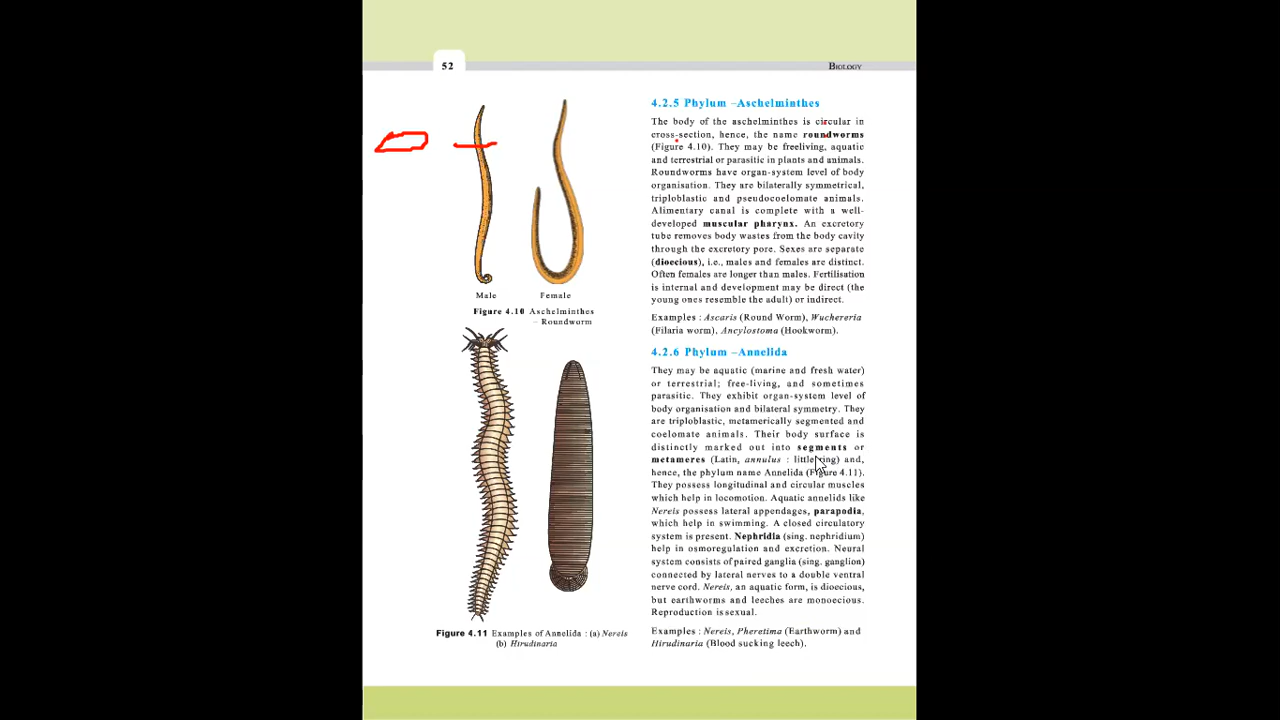 52
BIOLOGY
Male
Female
Figure 4.10 Aschelminthes
– Roundworm
Figure 4.11 Examples of Annelida : (a) Nereis
(b) Hirudinaria
4.2.5 Phylum –Aschelminthes
The body of the aschelminthes is circular in
cross-section, hence, the name roundworms
(Figure 4.10). They may be freeliving, aquatic
and terrestrial or parasitic in plants and animals.
Roundworms have organ-system level of body
organisation. They are bilaterally symmetrical,
triploblastic and pseudocoelomate animals.
Alimentary canal is complete with a well-
developed muscular pharynx. An excretory
tube removes body wastes from the body cavity
through the excretory pore. Sexes are separate
(dioecious), i.e., males and females are distinct.
Often females are longer than males. Fertilisation
is internal and development may be direct (the
young ones resemble the adult) or indirect.
Examples : Ascaris (Round Worm), Wuchereria
(Filaria worm), Ancylostoma (Hookworm).
4.2.6 Phylum –Annelida
They may be aquatic (marine and fresh water)
or terrestrial; free-living, and sometimes
parasitic. They exhibit organ-system level of
body organisation and bilateral symmetry. They
are triploblastic, metamerically segmented and
coelomate animals. Their body surface is
distinctly marked out into segments or
metameres (Latin, annulus : little ring) and,
hence, the phylum name Annelida (Figure 4.11).
They possess longitudinal and circular muscles
which help in locomotion. Aquatic annelids like
Nereis possess lateral appendages, parapodia,
which help in swimming. A closed circulatory
system is present. Nephridia (sing. nephridium)
help in osmoregulation and excretion. Neural
system consists of paired ganglia (sing. ganglion)
connected by lateral nerves to a double ventral
nerve cord. Nereis, an aquatic form, is dioecious,
but earthworms and leeches are monoecious.
Reproduction is sexual.
Examples : Nereis, Pheretima (Earthworm) and
Hirudinaria (Blood sucking leech).